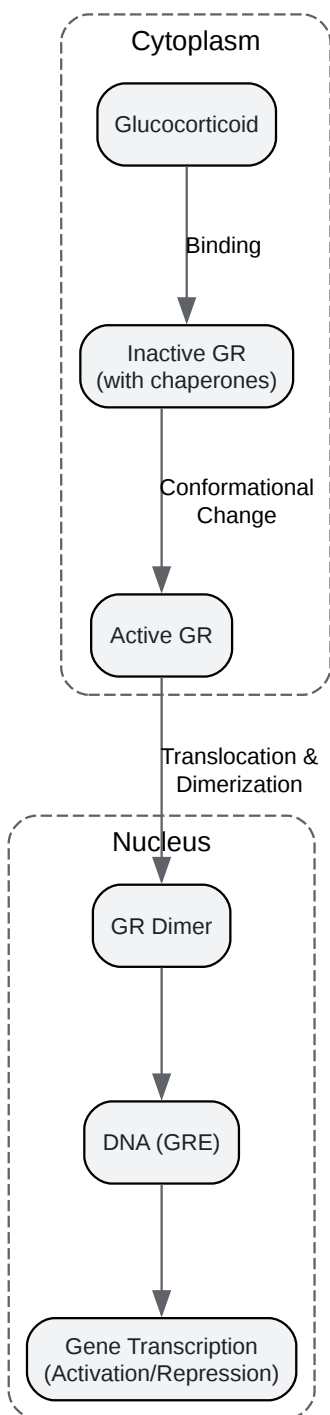 Cytoplasm
Glucocorticoid
Binding
Inactive GR
(with chaperones)
Conformational
Change
Active GR
Translocation &
Dimerization
Nucleus
GR Dimer
DNA (GRE)
Gene Transcription
(Activation/Repression)